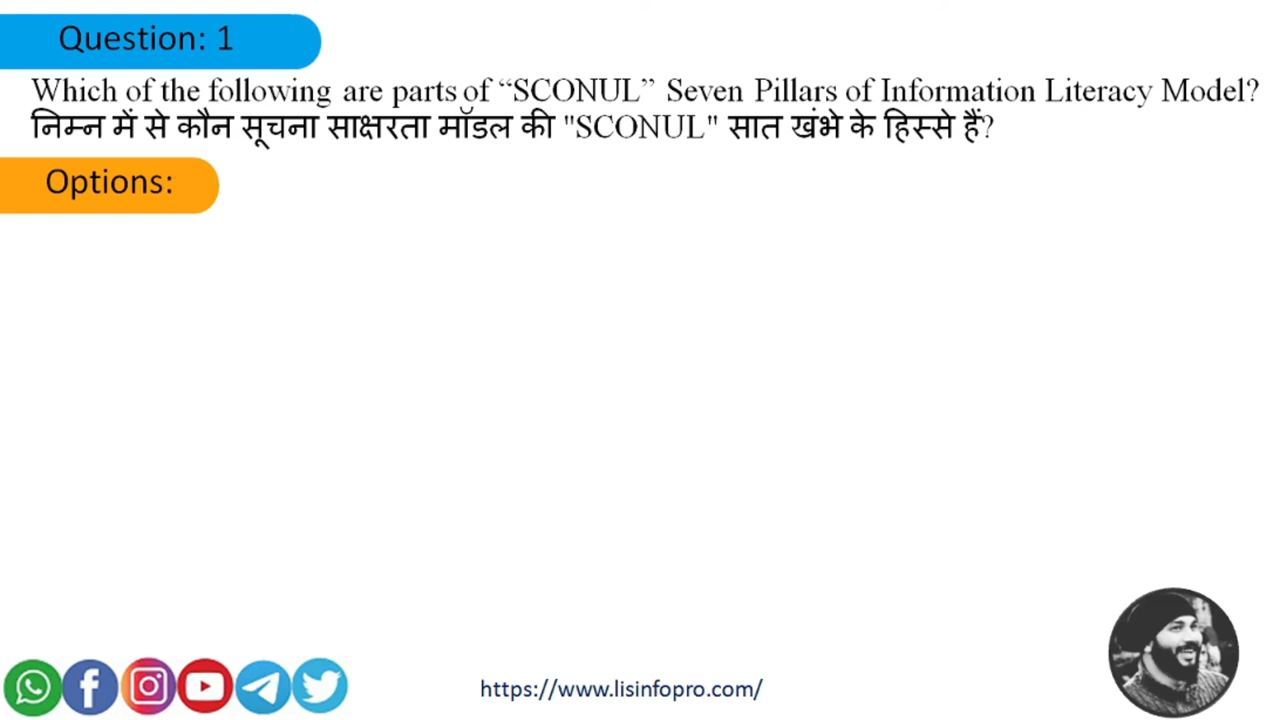 Question: 1
Which of the following are parts of “SCONUL” Seven Pillars of Information Literacy Model?
निम्न में से कौन सूचना साक्षरता मॉडल की "SCONUL" सात खंभे के हिस्से हैं?
Options:
https://www.lisinfopro.com/